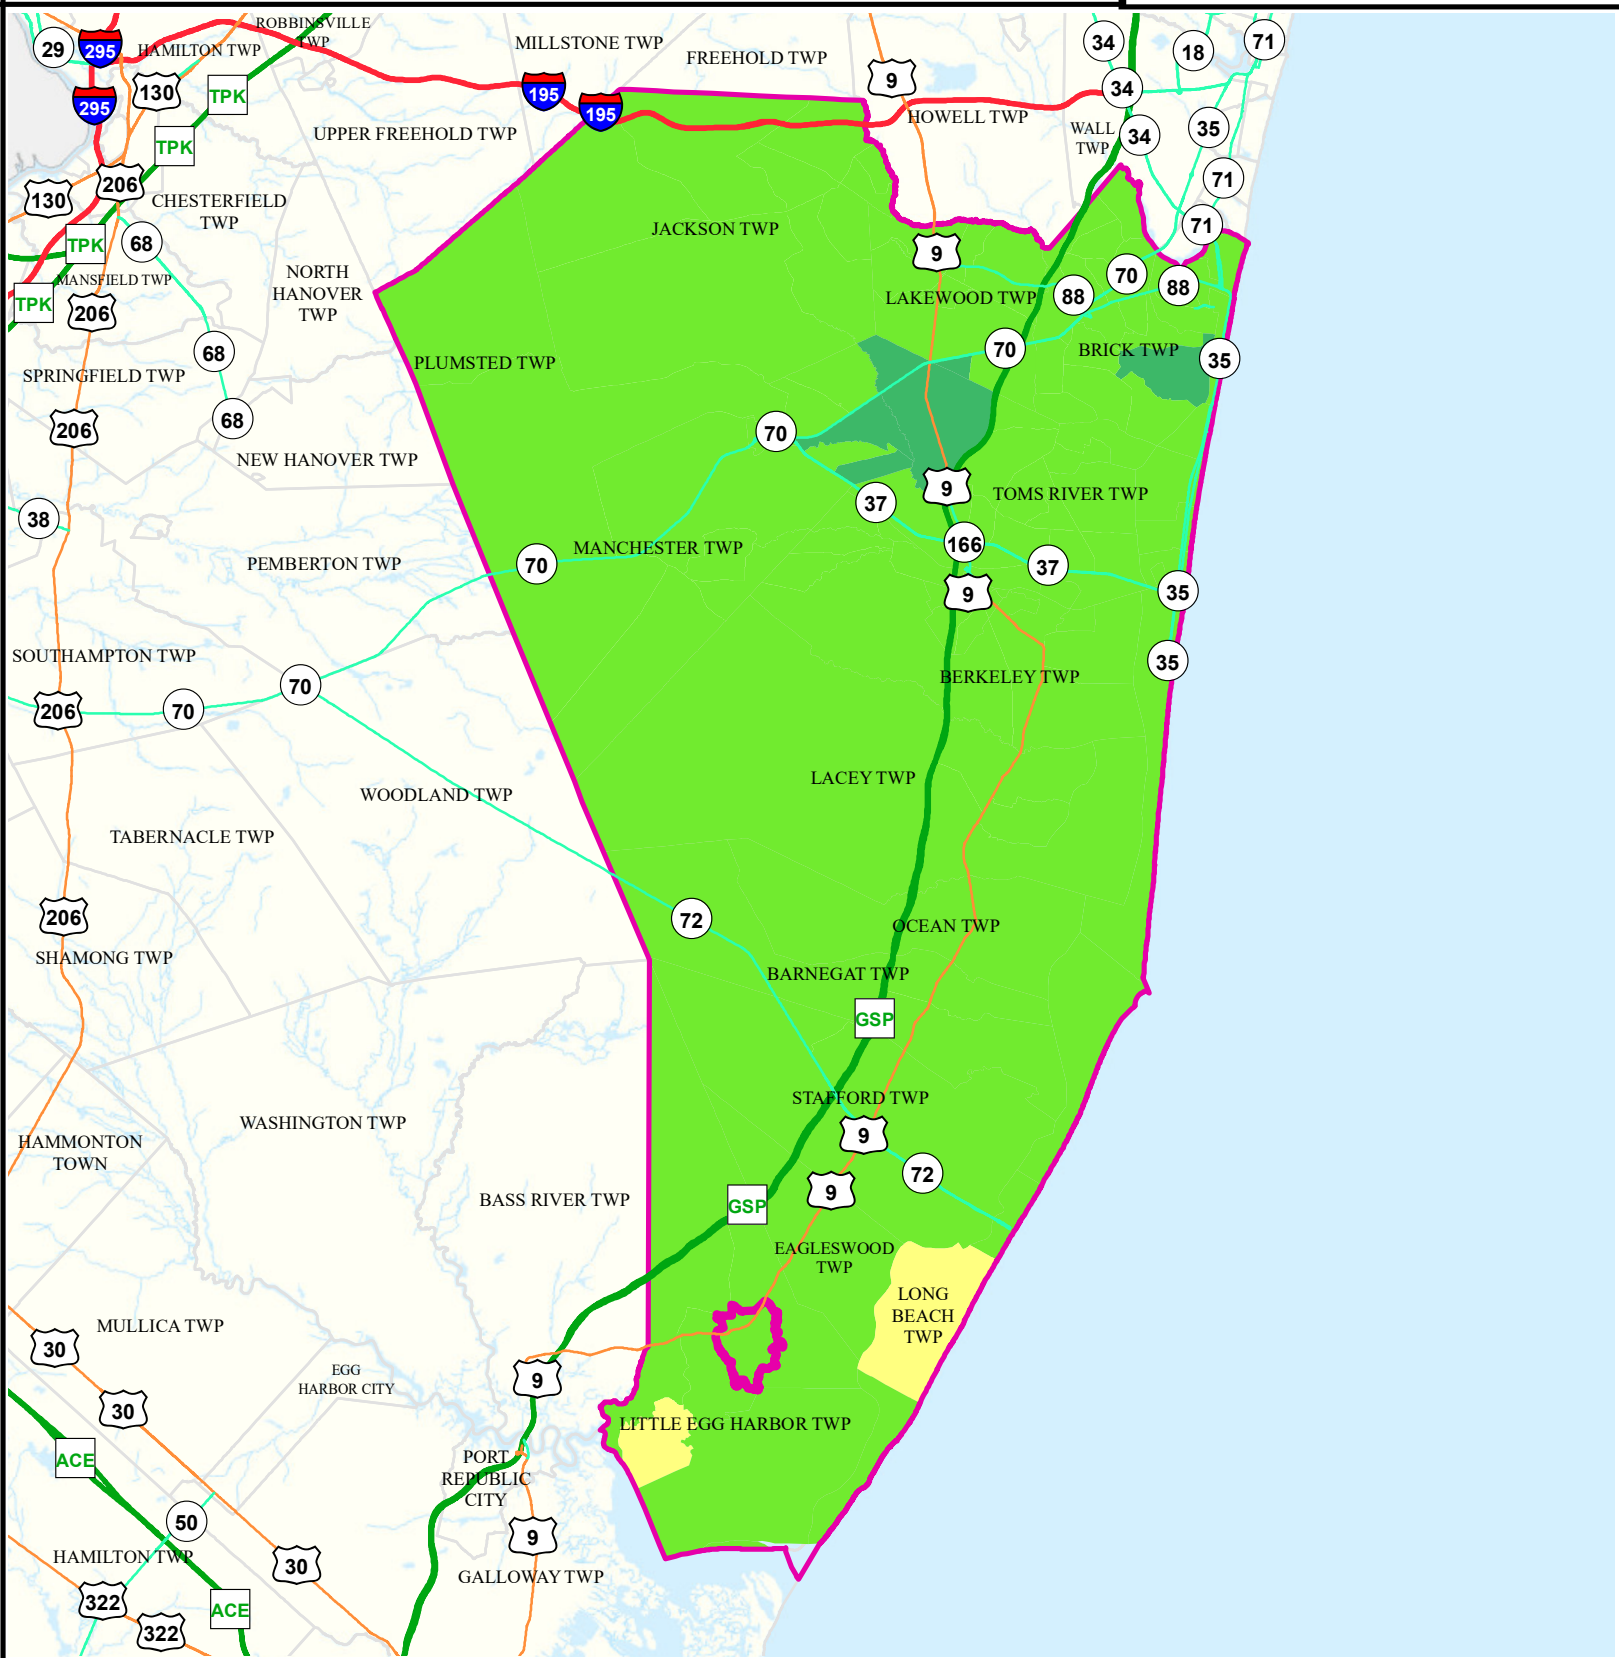 ROBBINSVILLE
TWP
29
295
HAMILTON TWP
MILLSTONE TWP
FREEHOLD TWP
34
18
71
9
130
TPK
295
195
195
34
HOWELL TWP
UPPER FREEHOLD TWP
WALL
TWP
34
35
TPK
206
130
CHESTERFIELD
TWP
71
JACKSON TWP
71
TPK
68
9
MANSFIELD TWP
NORTH
HANOVER
TWP
70
88
88
LAKEWOOD TWP
TPK
206
68
PLUMSTED TWP
70
BRICK TWP
35
SPRINGFIELD TWP
68
206
70
NEW HANOVER TWP
9
TOMS RIVER TWP
37
38
166
MANCHESTER TWP
PEMBERTON TWP
70
37
9
35
SOUTHAMPTON TWP
35
BERKELEY TWP
70
206
70
LACEY TWP
WOODLAND TWP
TABERNACLE TWP
206
72
OCEAN TWP
SHAMONG TWP
BARNEGAT TWP
GSP
STAFFORD TWP
WASHINGTON TWP
9
HAMMONTON
TOWN
72
9
BASS RIVER TWP
GSP
EAGLESWOOD
TWP
LONG
BEACH
TWP
MULLICA TWP
30
EGG
HARBOR CITY
9
30
LITTLE EGG HARBOR TWP
ACE
PORT
REPUBLIC
CITY
50
9
HAMILTON TWP
30
GALLOWAY TWP
322
ACE
322